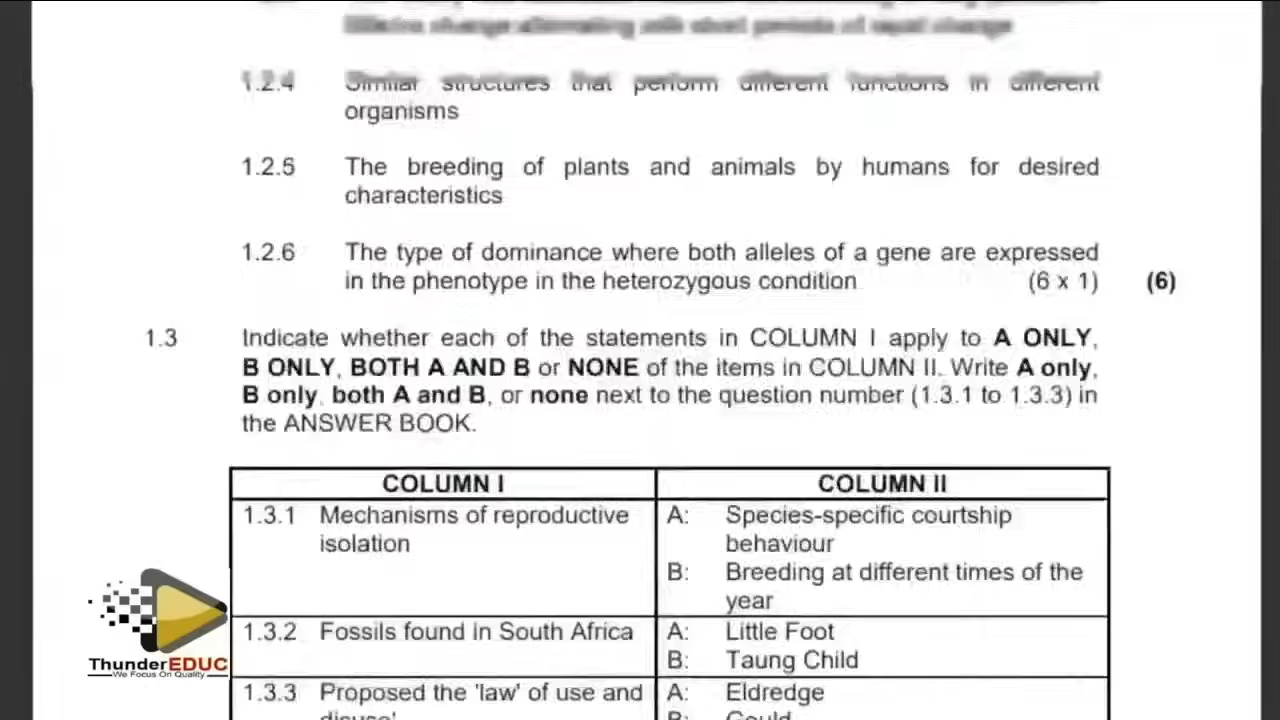 1.2.4 Similar structures that perform different functions in different
organisms
1.2.5 The breeding of plants and animals by humans for desired
characteristics
1.2.6 The type of dominance where both alleles of a gene are expressed
in the phenotype in the heterozygous condition (6 x 1) (6)
1.3 Indicate whether each of the statements in COLUMN I apply to A ONLY,
B ONLY, BOTH A AND B or NONE of the items in COLUMN II. Write A only,
B only, both A and B, or none next to the question number (1.3.1 to 1.3.3) in
the ANSWER BOOK.
COLUMN I COLUMN II
1.3.1 Mechanisms of reproductive A: Species-specific courtship
isolation behaviour
B: Breeding at different times of the
year
1.3.2 Fossils found in South Africa A: Little Foot
B: Taung Child
1.3.3 Proposed the 'law' of use and A: Eldredge
disuse' B: Gould
ThunderEDUC
We Focus On Quality